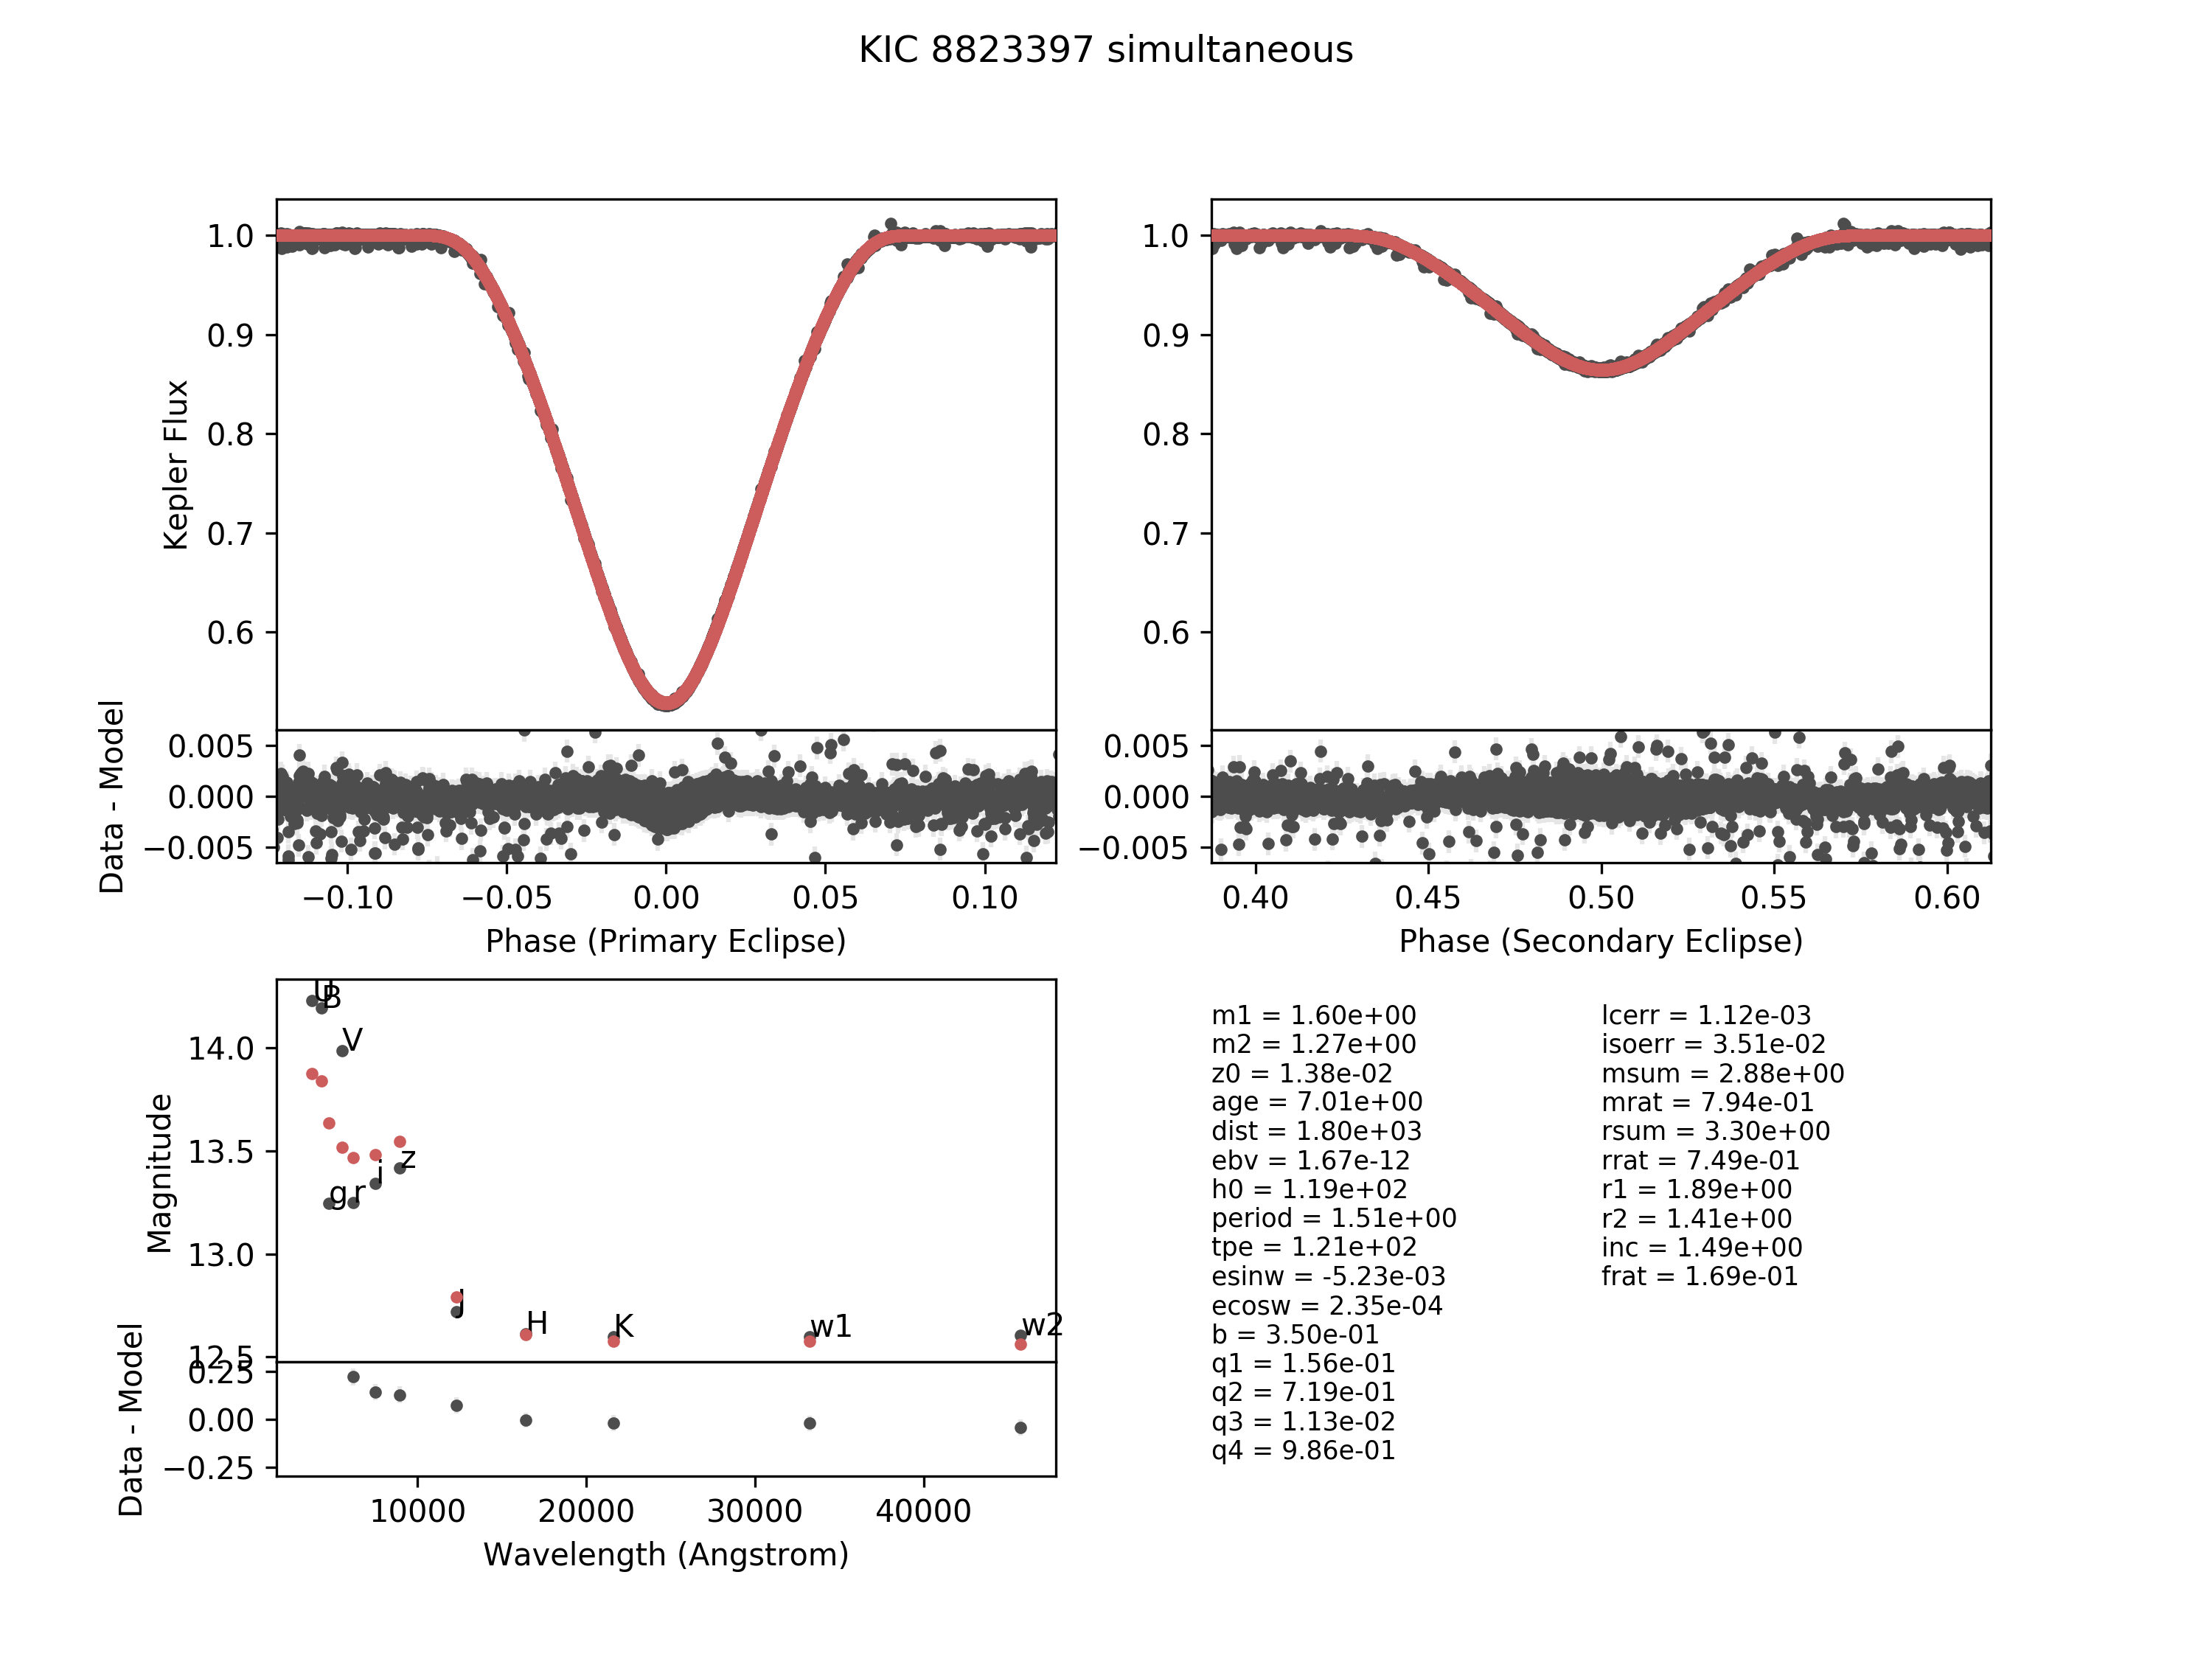 KIC 8823397 simultaneous
Kepler Flux
1.0
0.9
0.8
0.7
0.6
1.0
0.9
0.8
0.7
0.6
Data - Model
0.005
0.000
−0.005
0.005
0.000
−0.005
−0.10 −0.05 0.00 0.05 0.10
0.40 0.45 0.50 0.55 0.60
Phase (Primary Eclipse)
Phase (Secondary Eclipse)
Magnitude
14.0
13.5
13.0
12.5
U
B
V
g
r
i
z
J
H
K
w1
w2
Data - Model
0.25
0.00
−0.25
10000 20000 30000 40000
Wavelength (Angstrom)
m1 = 1.60e+00
m2 = 1.27e+00
z0 = 1.38e-02
age = 7.01e+00
dist = 1.80e+03
ebv = 1.67e-12
h0 = 1.19e+02
period = 1.51e+00
tpe = 1.21e+02
esinw = -5.23e-03
ecosw = 2.35e-04
b = 3.50e-01
q1 = 1.56e-01
q2 = 7.19e-01
q3 = 1.13e-02
q4 = 9.86e-01
lcerr = 1.12e-03
isoerr = 3.51e-02
msum = 2.88e+00
mrat = 7.94e-01
rsum = 3.30e+00
rrat = 7.49e-01
r1 = 1.89e+00
r2 = 1.41e+00
inc = 1.49e+00
frat = 1.69e-01